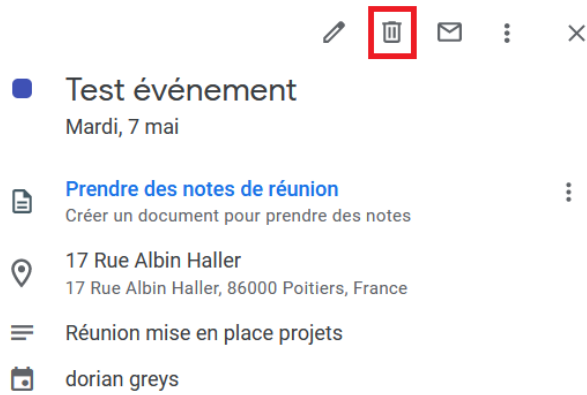 Test événement
Mardi, 7 mai
Prendre des notes de réunion
Créer un document pour prendre des notes
17 Rue Albin Haller
17 Rue Albin Haller, 86000 Poitiers, France
Réunion mise en place projets
dorian greys